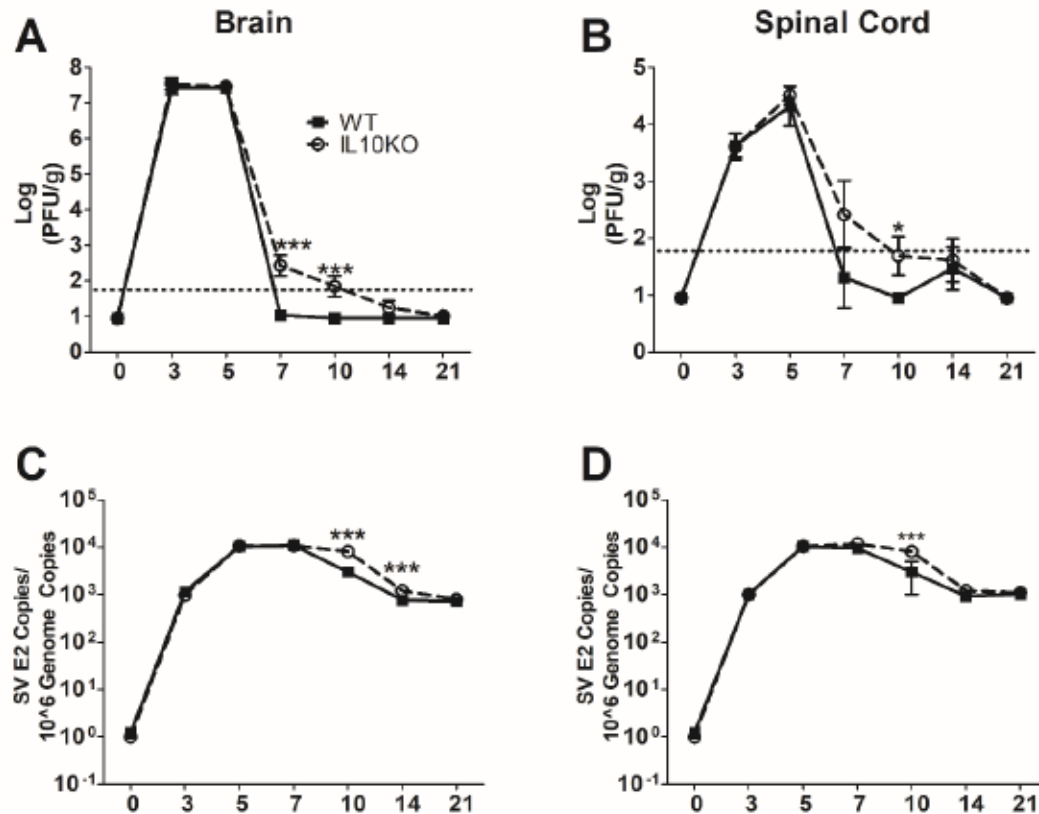 A
Brain
8
7
6
5
4
3
2
1
0
Log
(PFU/g)
WT
IL10KO
***
***
0 3 5 7 10 14 21
B
Spinal Cord
5
4
3
2
1
0
Log
(PFU/g)
*
0 3 5 7 10 14 21
C
10^5
10^4
10^3
10^2
10^1
10^0
10^-1
SV E2 Copies/
10^6 Genome Copies
***
***
0 3 5 7 10 14 21
D
10^5
10^4
10^3
10^2
10^1
10^0
10^-1
SV E2 Copies/
10^6 Genome Copies
***
0 3 5 7 10 14 21